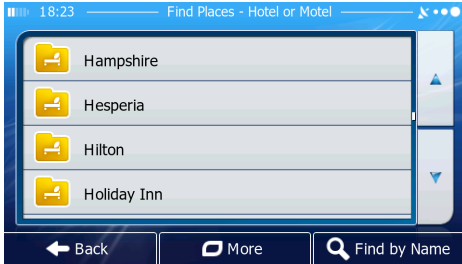 18:23 Find Places - Hotel or Motel
Hampshire
Hesperia
Hilton
Holiday Inn
Back More Find by Name